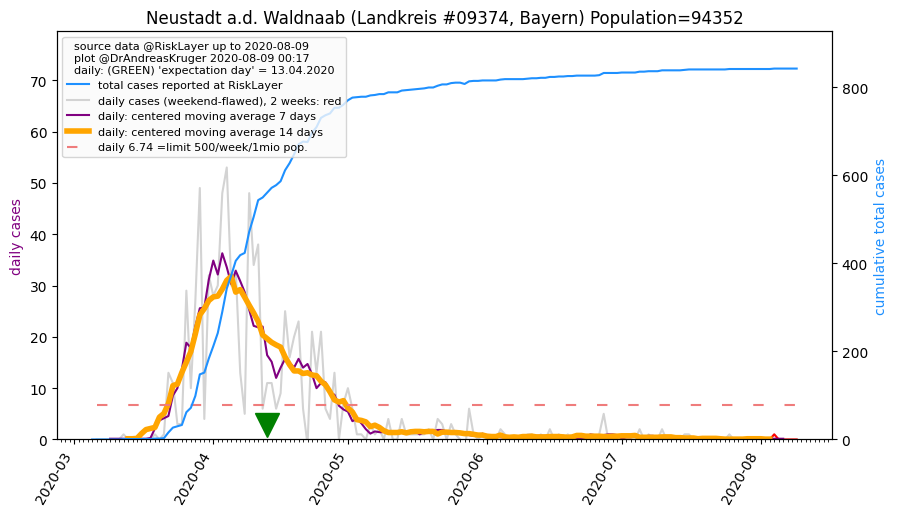 Neustadt a.d. Waldnaab (Landkreis #09374, Bayern) Population=94352
source data @RiskLayer up to 2020-08-09
plot @DrAndreasKruger 2020-08-09 00:17
daily: (GREEN) 'expectation day' = 13.04.2020
total cases reported at RiskLayer
daily cases (weekend-flawed), 2 weeks: red
daily: centered moving average 7 days
daily: centered moving average 14 days
daily 6.74 =limit 500/week/1mio pop.
daily cases
70
60
50
40
30
20
10
0
cumulative total cases
800
600
400
200
0
2020-03
2020-04
2020-05
2020-06
2020-07
2020-08